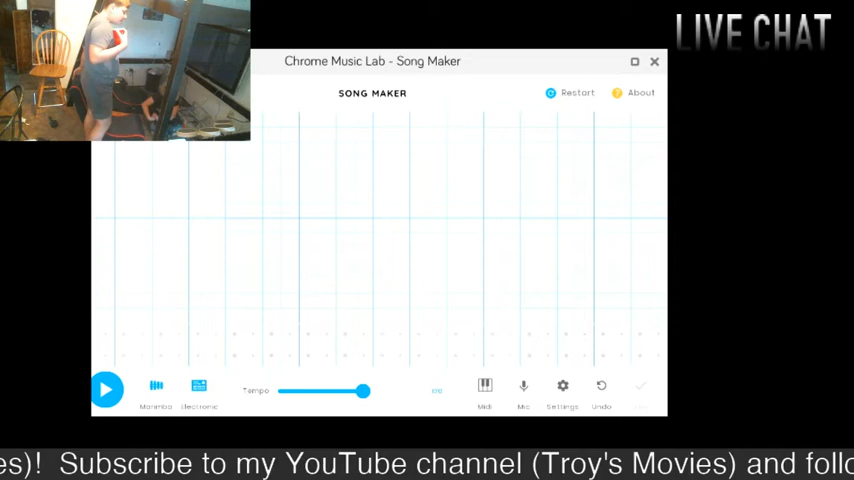 LIVE CHAT
Chrome Music Lab - Song Maker
SONG MAKER
Restart
? About
Tempo
Marimba
Electronic
Midi
Mic
Settings
Undo
es)! Subscribe to my YouTube channel (Troy's Movies) and follo